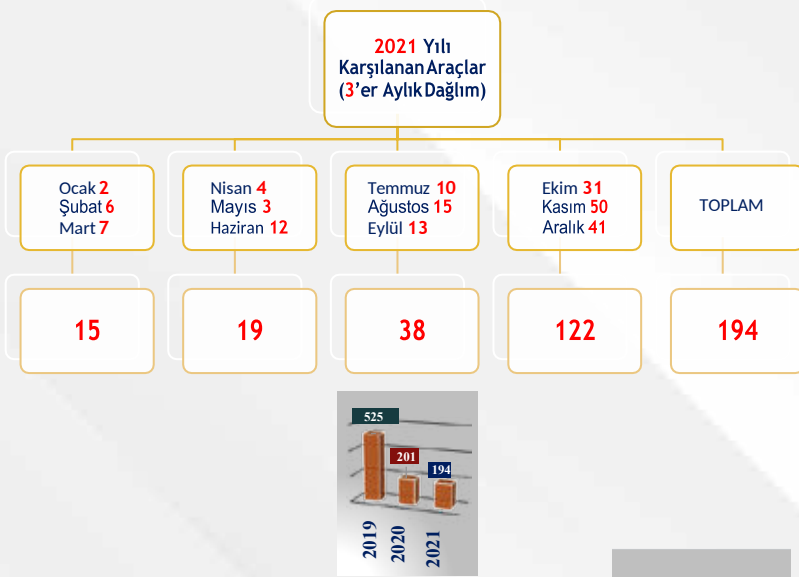 2021 Yılı
Karşılanan Araçlar
(3’er Aylık Dağlım)
Ocak 2
Şubat 6
Mart 7
Nisan 4
Mayıs 3
Haziran 12
Temmuz 10
Ağustos 15
Eylül 13
Ekim 31
Kasım 50
Aralık 41
TOPLAM
15
19
38
122
194
525
201
194
2019
2020
2021